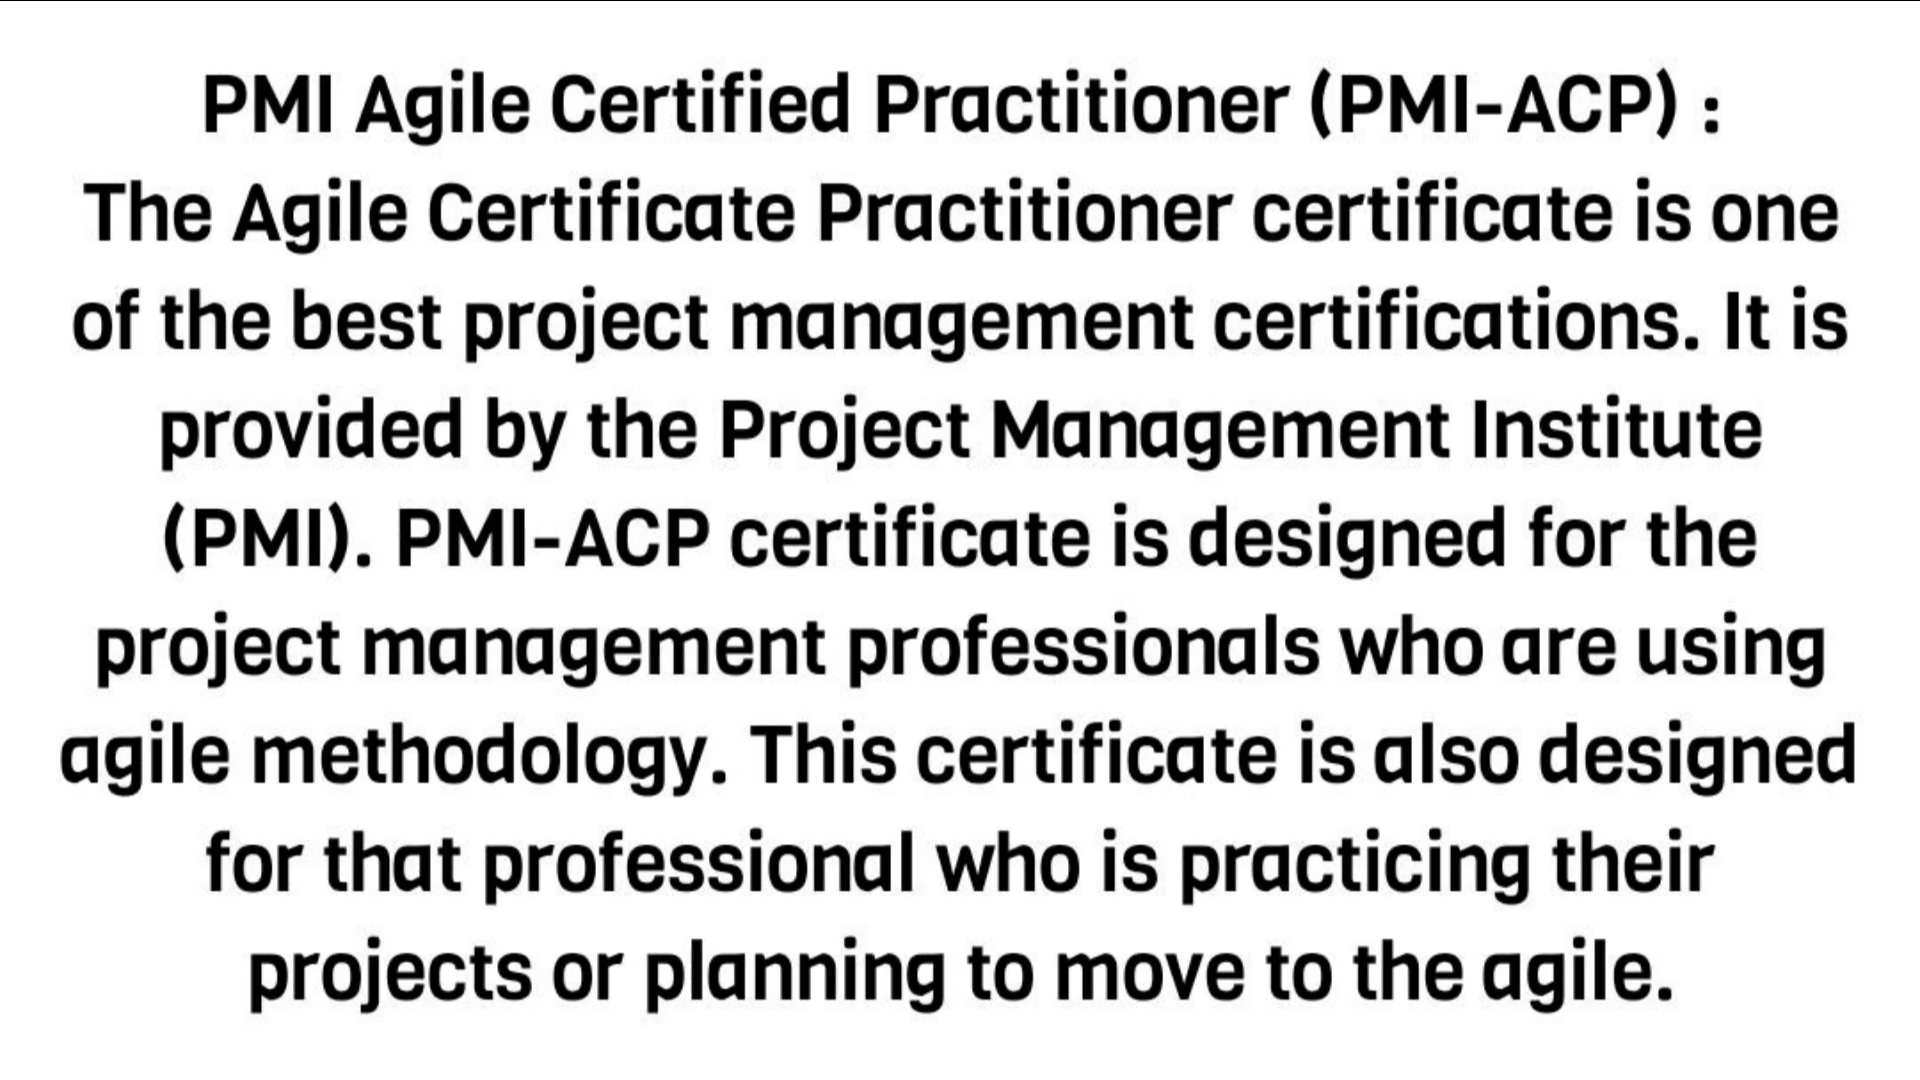 PMI Agile Certified Practitioner (PMI-ACP) :
The Agile Certificate Practitioner certificate is one
of the best project management certifications. It is
provided by the Project Management Institute
(PMI). PMI-ACP certificate is designed for the
project management professionals who are using
agile methodology. This certificate is also designed
for that professional who is practicing their
projects or planning to move to the agile.